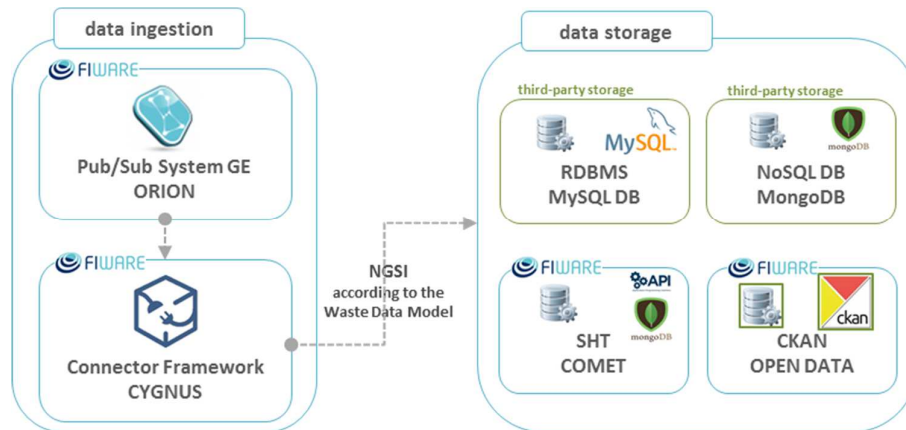 data ingestion
FIWARE
Pub/Sub System GE
ORION
FIWARE
Connector Framework
CYGNUS
NGSI
according to the
Waste Data Model
data storage
third-party storage
MySQL™
RDBMS
MySQL DB
third-party storage
mongoDB
NoSQL DB
MongoDB
FIWARE
API
mongoDB
SHT
COMET
FIWARE
ckan
CKAN
OPEN DATA